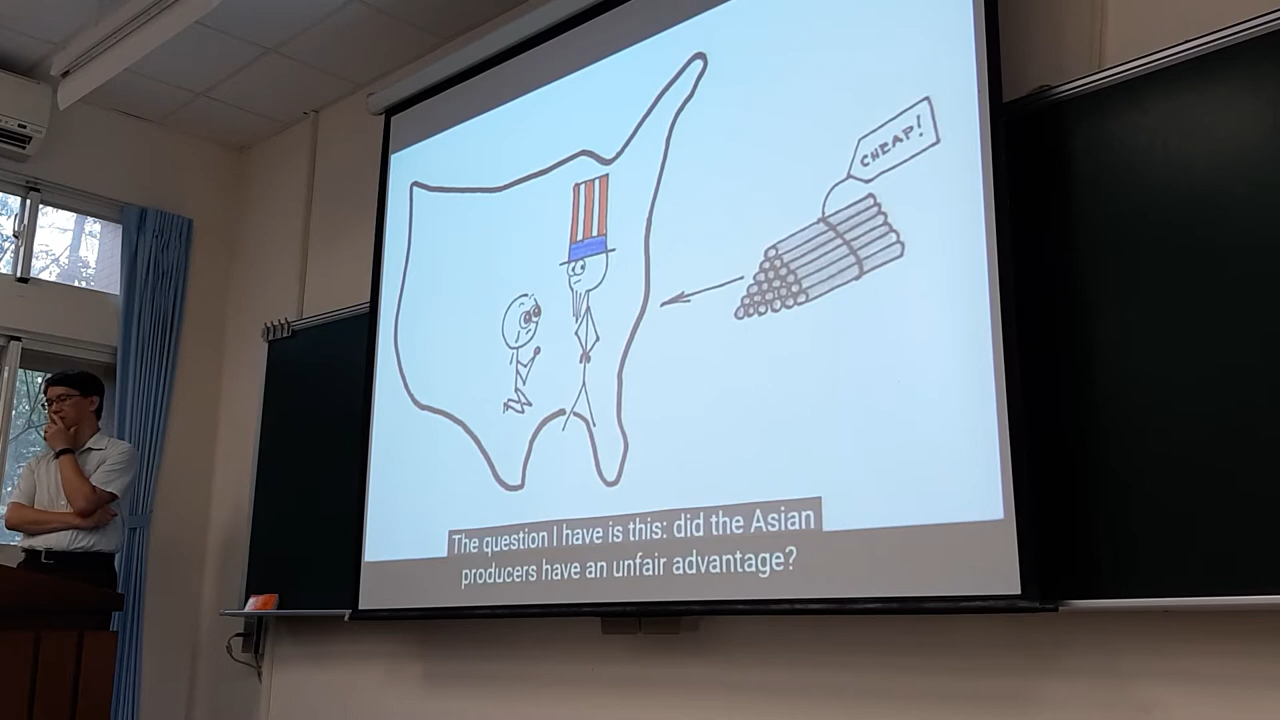 CHEAP!
The question I have is this: did the Asian
producers have an unfair advantage?